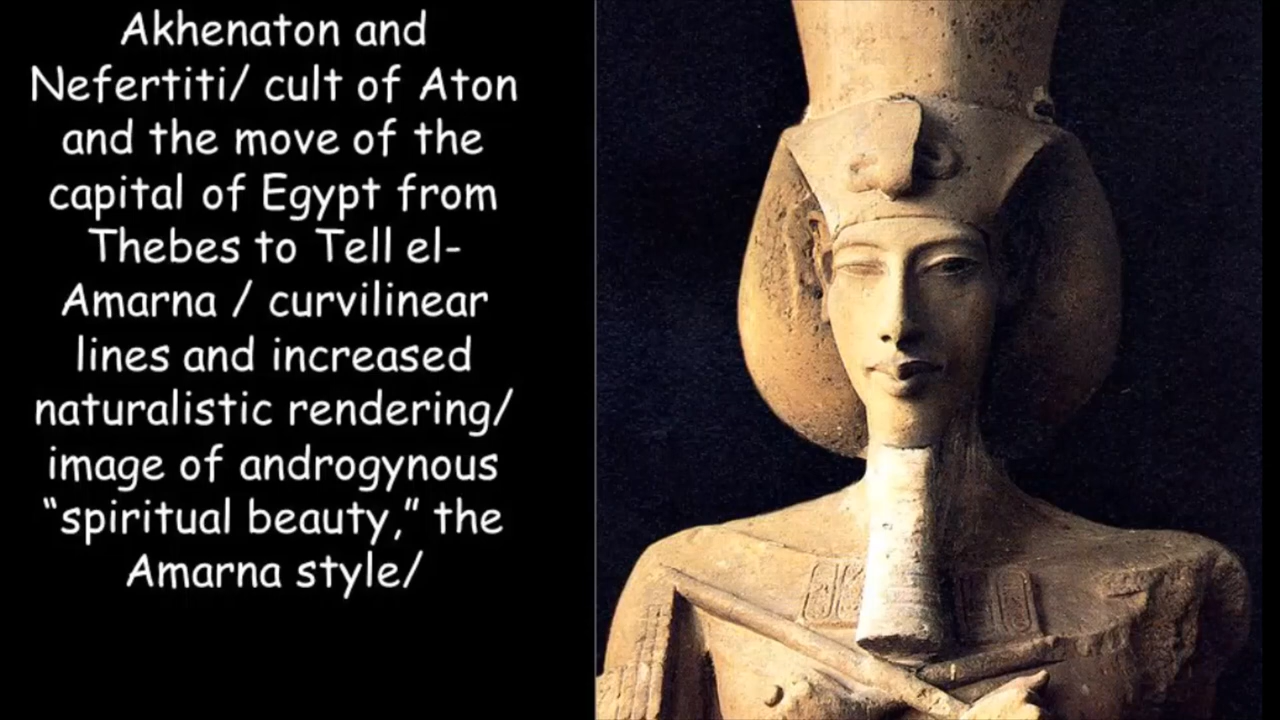 Akhenaton and
Nefertiti/ cult of Aton
and the move of the
capital of Egypt from
Thebes to Tell el-
Amarna / curvilinear
lines and increased
naturalistic rendering/
image of androgynous
“spiritual beauty,” the
Amarna style/